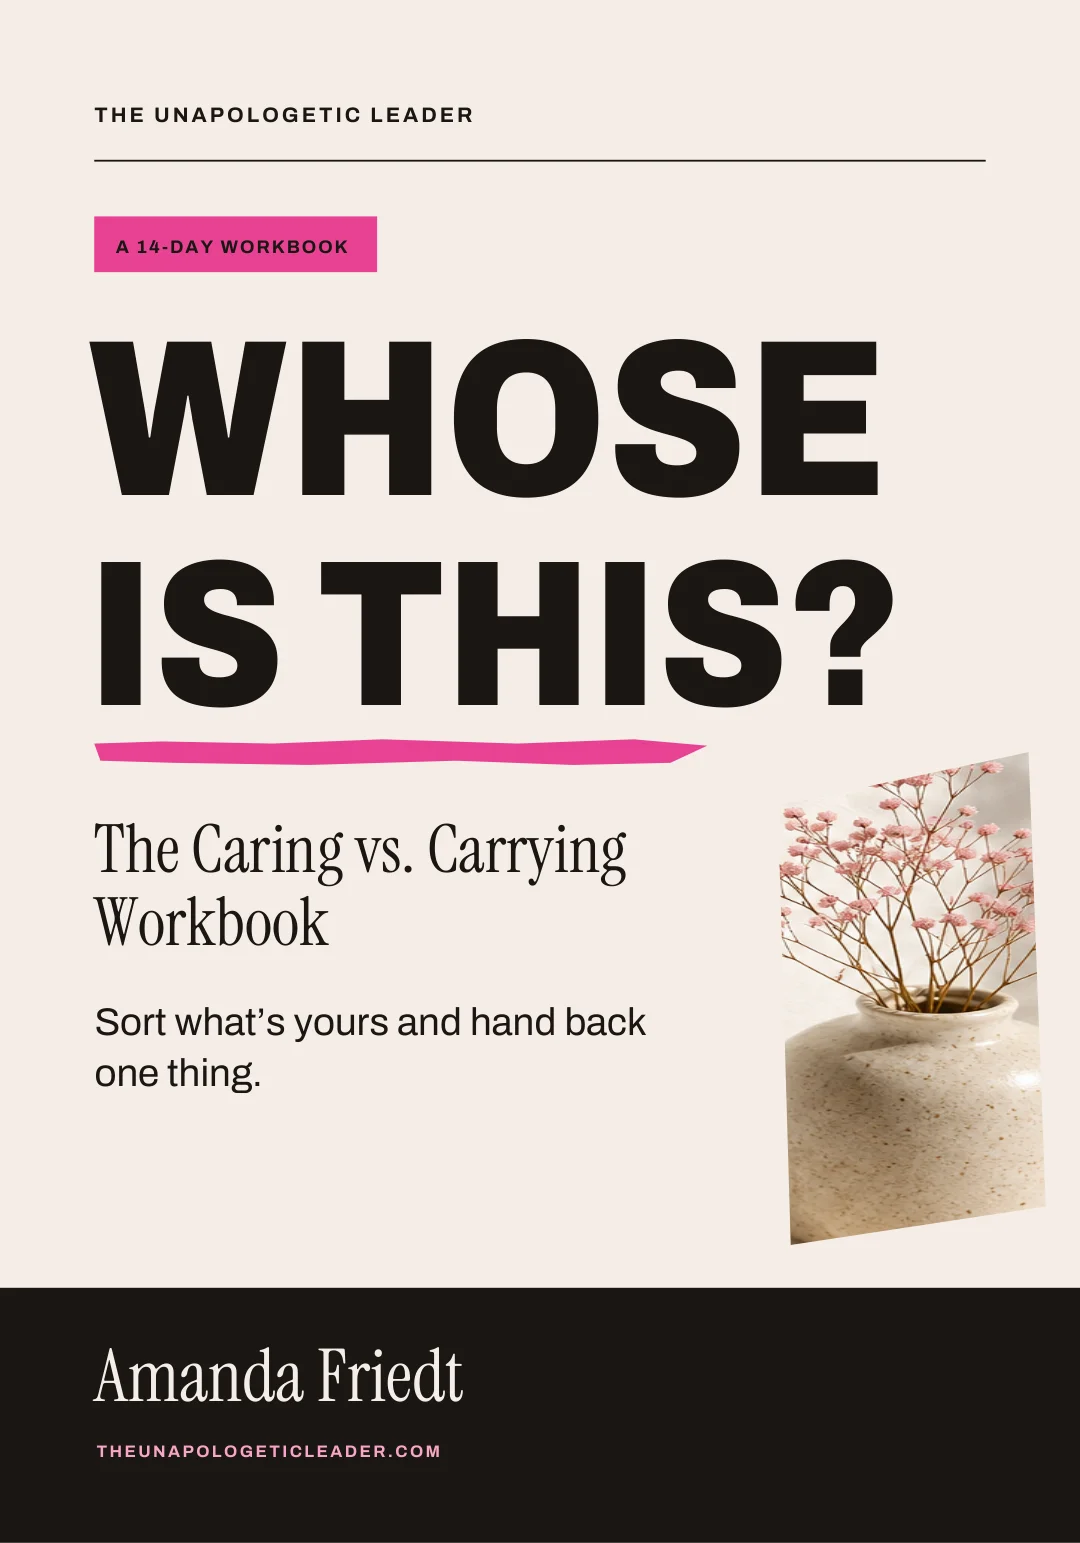 THE UNAPOLOGETIC LEADER
A 14-DAY WORKBOOK
WHOSE
IS THIS?
The Caring vs. Carrying
Workbook
Sort what’s yours and hand back
one thing.
Amanda Friedt
THEUNAPOLOGETICLEADER.COM